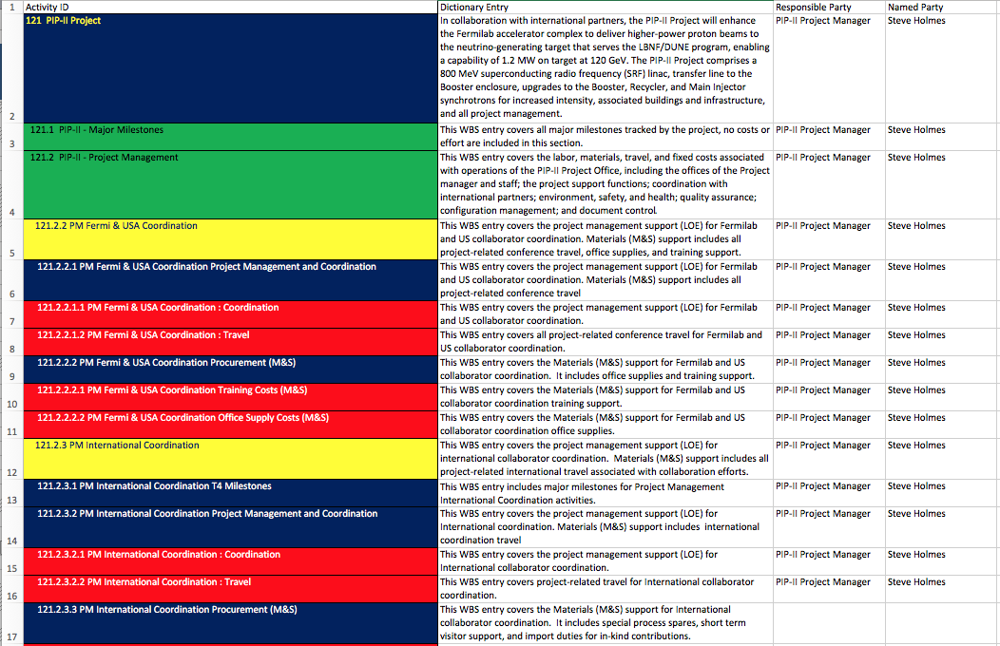 1 Activity ID Dictionary Entry Responsible Party Named Party
121 PIP-II Project In collaboration with international partners, the PIP-II Project will enhance PIP-II Project Manager Steve Holmes
the Fermilab accelerator complex to deliver higher-power proton beams to
the neutrino-generating target that serves the LBNF/DUNE program, enabling
a capability of 1.2 MW on target at 120 GeV. The PIP-II Project comprises a
800 MeV superconducting radio frequency (SRF) linac, transfer line to the
Booster enclosure, upgrades to the Booster, Recycler, and Main Injector
synchrotrons for increased intensity, associated buildings and infrastructure,
2 and all project management.
121.1 PIP-II - Major Milestones This WBS entry covers all major milestones tracked by the project, no costs or PIP-II Project Manager Steve Holmes
3 effort are included in this section.
121.2 PIP-II - Project Management This WBS entry covers the labor, materials, travel, and fixed costs associated PIP-II Project Manager Steve Holmes
with operations of the PIP-II Project Office, including the offices of the Project
manager and staff; the project support functions; coordination with
international partners; environment, safety, and health; quality assurance;
4 configuration management; and document control.
121.2.2 PM Fermi & USA Coordination This WBS entry covers the project management support (LOE) for Fermilab PIP-II Project Manager Steve Holmes
and US collaborator coordination. Materials (M&S) support includes all
5 project-related conference travel, office supplies, and training support.
121.2.2.1 PM Fermi & USA Coordination Project Management and Coordination This WBS entry covers the project management support (LOE) for Fermilab PIP-II Project Manager Steve Holmes
and US collaborator coordination. Materials (M&S) support includes all
6 project-related conference travel
121.2.2.1.1 PM Fermi & USA Coordination : Coordination This WBS entry covers the project management support (LOE) for Fermilab PIP-II Project Manager Steve Holmes
7 and US collaborator coordination.
121.2.2.1.2 PM Fermi & USA Coordination : Travel This WBS entry covers all project-related conference travel for Fermilab and PIP-II Project Manager Steve Holmes
8 US collaborator coordination.
121.2.2.2 PM Fermi & USA Coordination Procurement (M&S) This WBS entry covers the Materials (M&S) support for Fermilab and US PIP-II Project Manager Steve Holmes
9 collaborator coordination. It includes office supplies and training support.
121.2.2.2.1 PM Fermi & USA Coordination Training Costs (M&S) This WBS entry covers the Materials (M&S) support for Fermilab and US PIP-II Project Manager Steve Holmes
10 collaborator coordination training support.
121.2.2.2.2 PM Fermi & USA Coordination Office Supply Costs (M&S) This WBS entry covers the Materials (M&S) support for Fermilab and US PIP-II Project Manager Steve Holmes
11 collaborator coordination office supplies.
121.2.3 PM International Coordination This WBS entry covers the project management support (LOE) for PIP-II Project Manager Steve Holmes
international collaborator coordination. Materials (M&S) support includes all
12 project-related international travel associated with collaboration efforts.
121.2.3.1 PM International Coordination T4 Milestones This WBS entry includes major milestones for Project Management PIP-II Project Manager Steve Holmes
13 International Coordination activities.
121.2.3.2 PM International Coordination Project Management and Coordination This WBS entry covers the project management support (LOE) for PIP-II Project Manager Steve Holmes
International coordination. Materials (M&S) support includes international
14 coordination travel
121.2.3.2.1 PM International Coordination : Coordination This WBS entry covers the project management support (LOE) for PIP-II Project Manager Steve Holmes
15 International collaborator coordination.
121.2.3.2.2 PM International Coordination : Travel This WBS entry covers project-related travel for International collaborator PIP-II Project Manager Steve Holmes
16 coordination.
121.2.3.3 PM International Coordination Procurement (M&S) This WBS entry covers the Materials (M&S) support for International
collaborator coordination. It includes special process spares, short term
17 visitor support, and import duties for in-kind contributions.